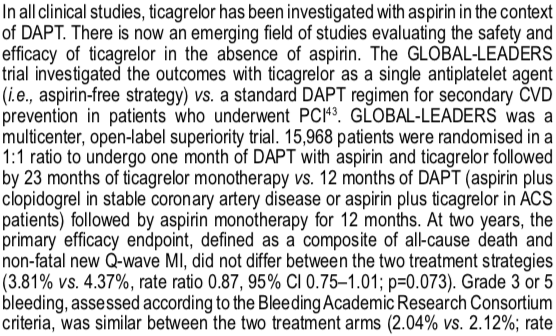 In all clinical studies, ticagrelor has been investigated with aspirin in the context
of DAPT. There is now an emerging field of studies evaluating the safety and
efficacy of ticagrelor in the absence of aspirin. The GLOBAL-LEADERS
trial investigated the outcomes with ticagrelor as a single antiplatelet agent
(i.e., aspirin-free strategy) vs. a standard DAPT regimen for secondary CVD
prevention in patients who underwent PCI43. GLOBAL-LEADERS was a
multicenter, open-label superiority trial. 15,968 patients were randomised in a
1:1 ratio to undergo one month of DAPT with aspirin and ticagrelor followed
by 23 months of ticagrelor monotherapy vs. 12 months of DAPT (aspirin plus
clopidogrel in stable coronary artery disease or aspirin plus ticagrelor in ACS
patients) followed by aspirin monotherapy for 12 months. At two years, the
primary efficacy endpoint, defined as a composite of all-cause death and
non-fatal new Q-wave MI, did not differ between the two treatment strategies
(3.81% vs. 4.37%, rate ratio 0.87, 95% CI 0.75–1.01; p=0.073). Grade 3 or 5
bleeding, assessed according to the Bleeding Academic Research Consortium
criteria, was similar between the two treatment arms (2.04% vs. 2.12%; rate